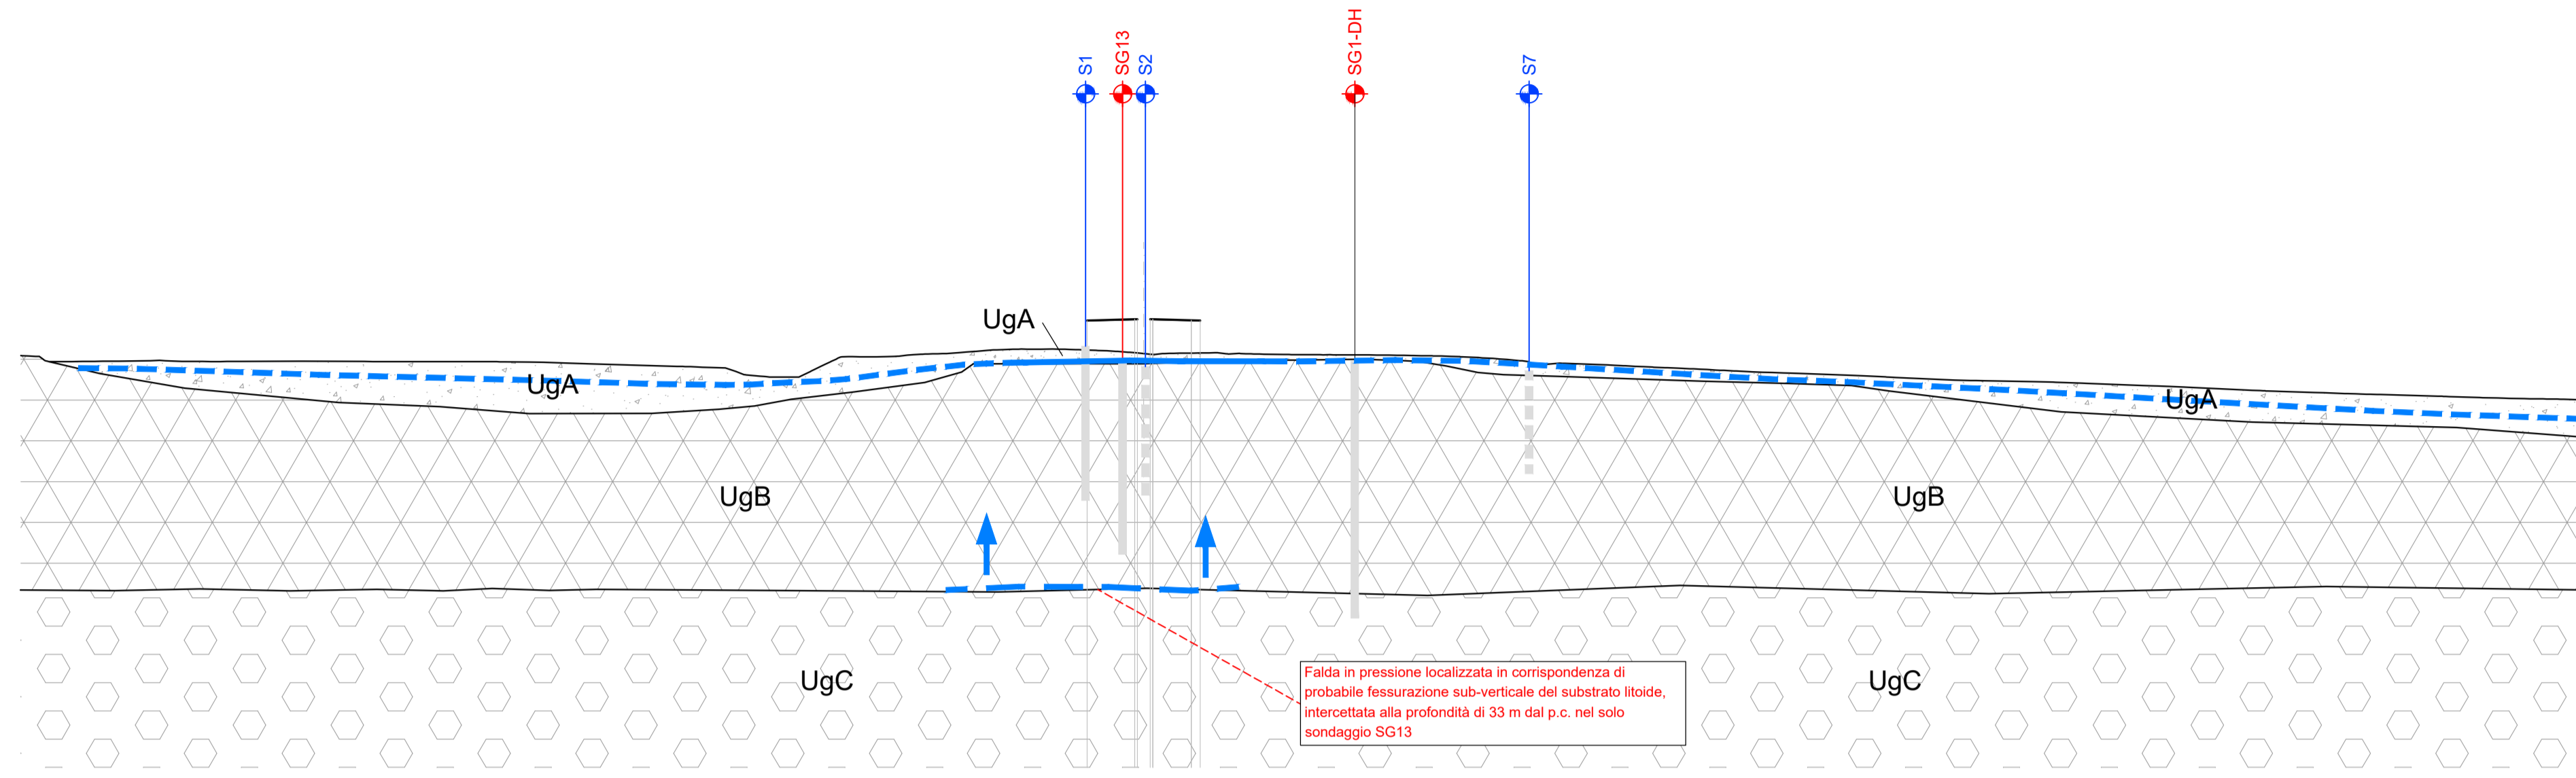 S1
SG13
S2
SG1-DH
S7
UgA
UgA
UgA
UgB
UgB
UgC
UgC
Falda in pressione localizzata in corrispondenza di
probabile fessurazione sub-verticale del substrato litoide,
intercettata alla profondità di 33 m dal p.c. nel solo
sondaggio SG13